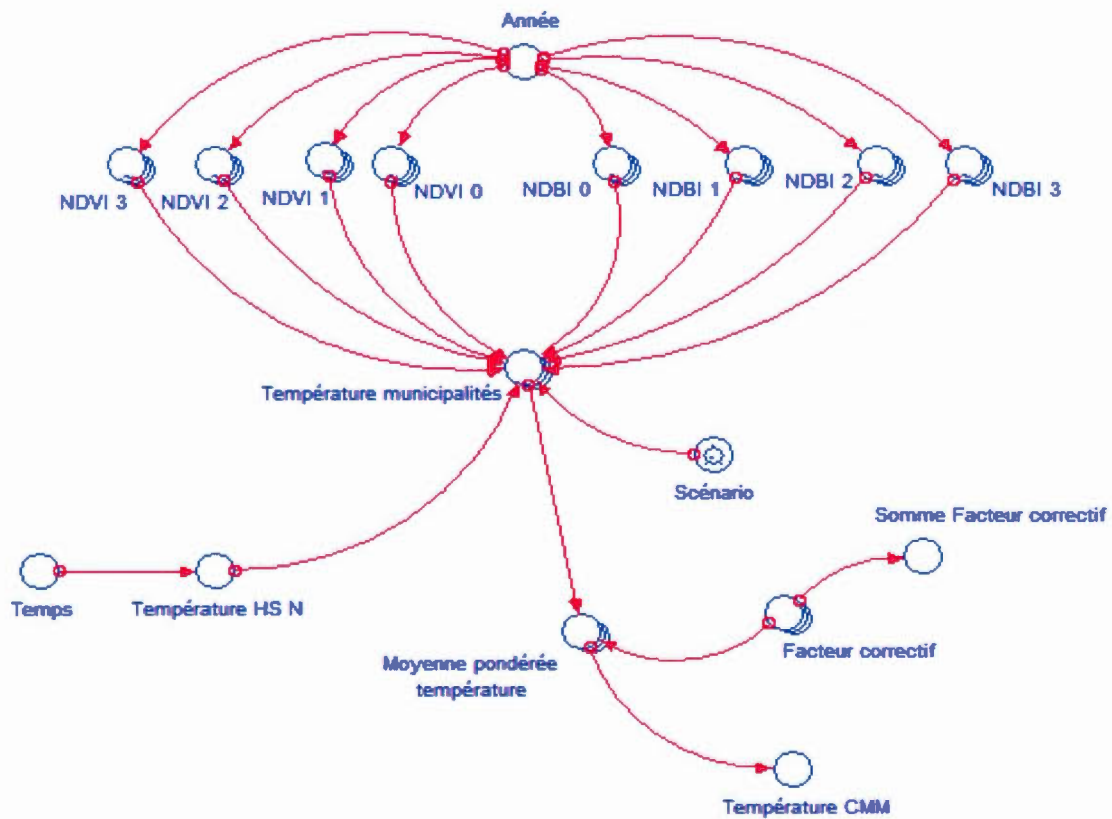 Année
NDVI 3
NDVI 2
NDVI 1
NDVI 0
NDBI 0
NDBI 1
NDBI 2
NDBI 3
Température municipalités
Scénario
Somme Facteur correctif
Temps
Température HS N
Facteur correctif
Moyenne pondérée
température
Température CMM